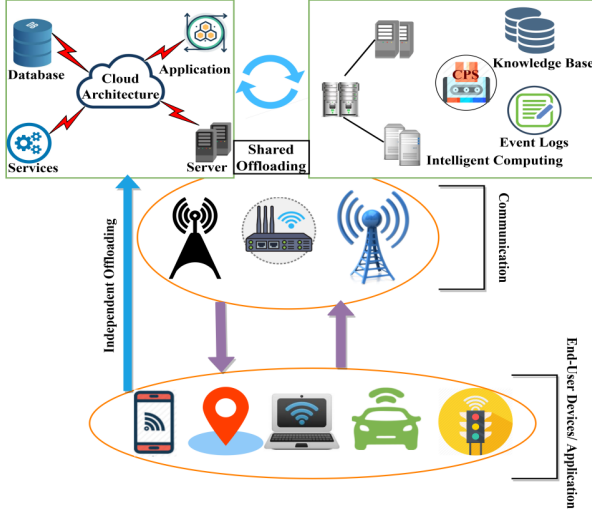 Database
Cloud
Architecture
Application
Services
Server
Shared
Offloading
CPS
Knowledge Base
Event Logs
Intelligent Computing
Independent Offloading
Communication
End-User Devices/ Application